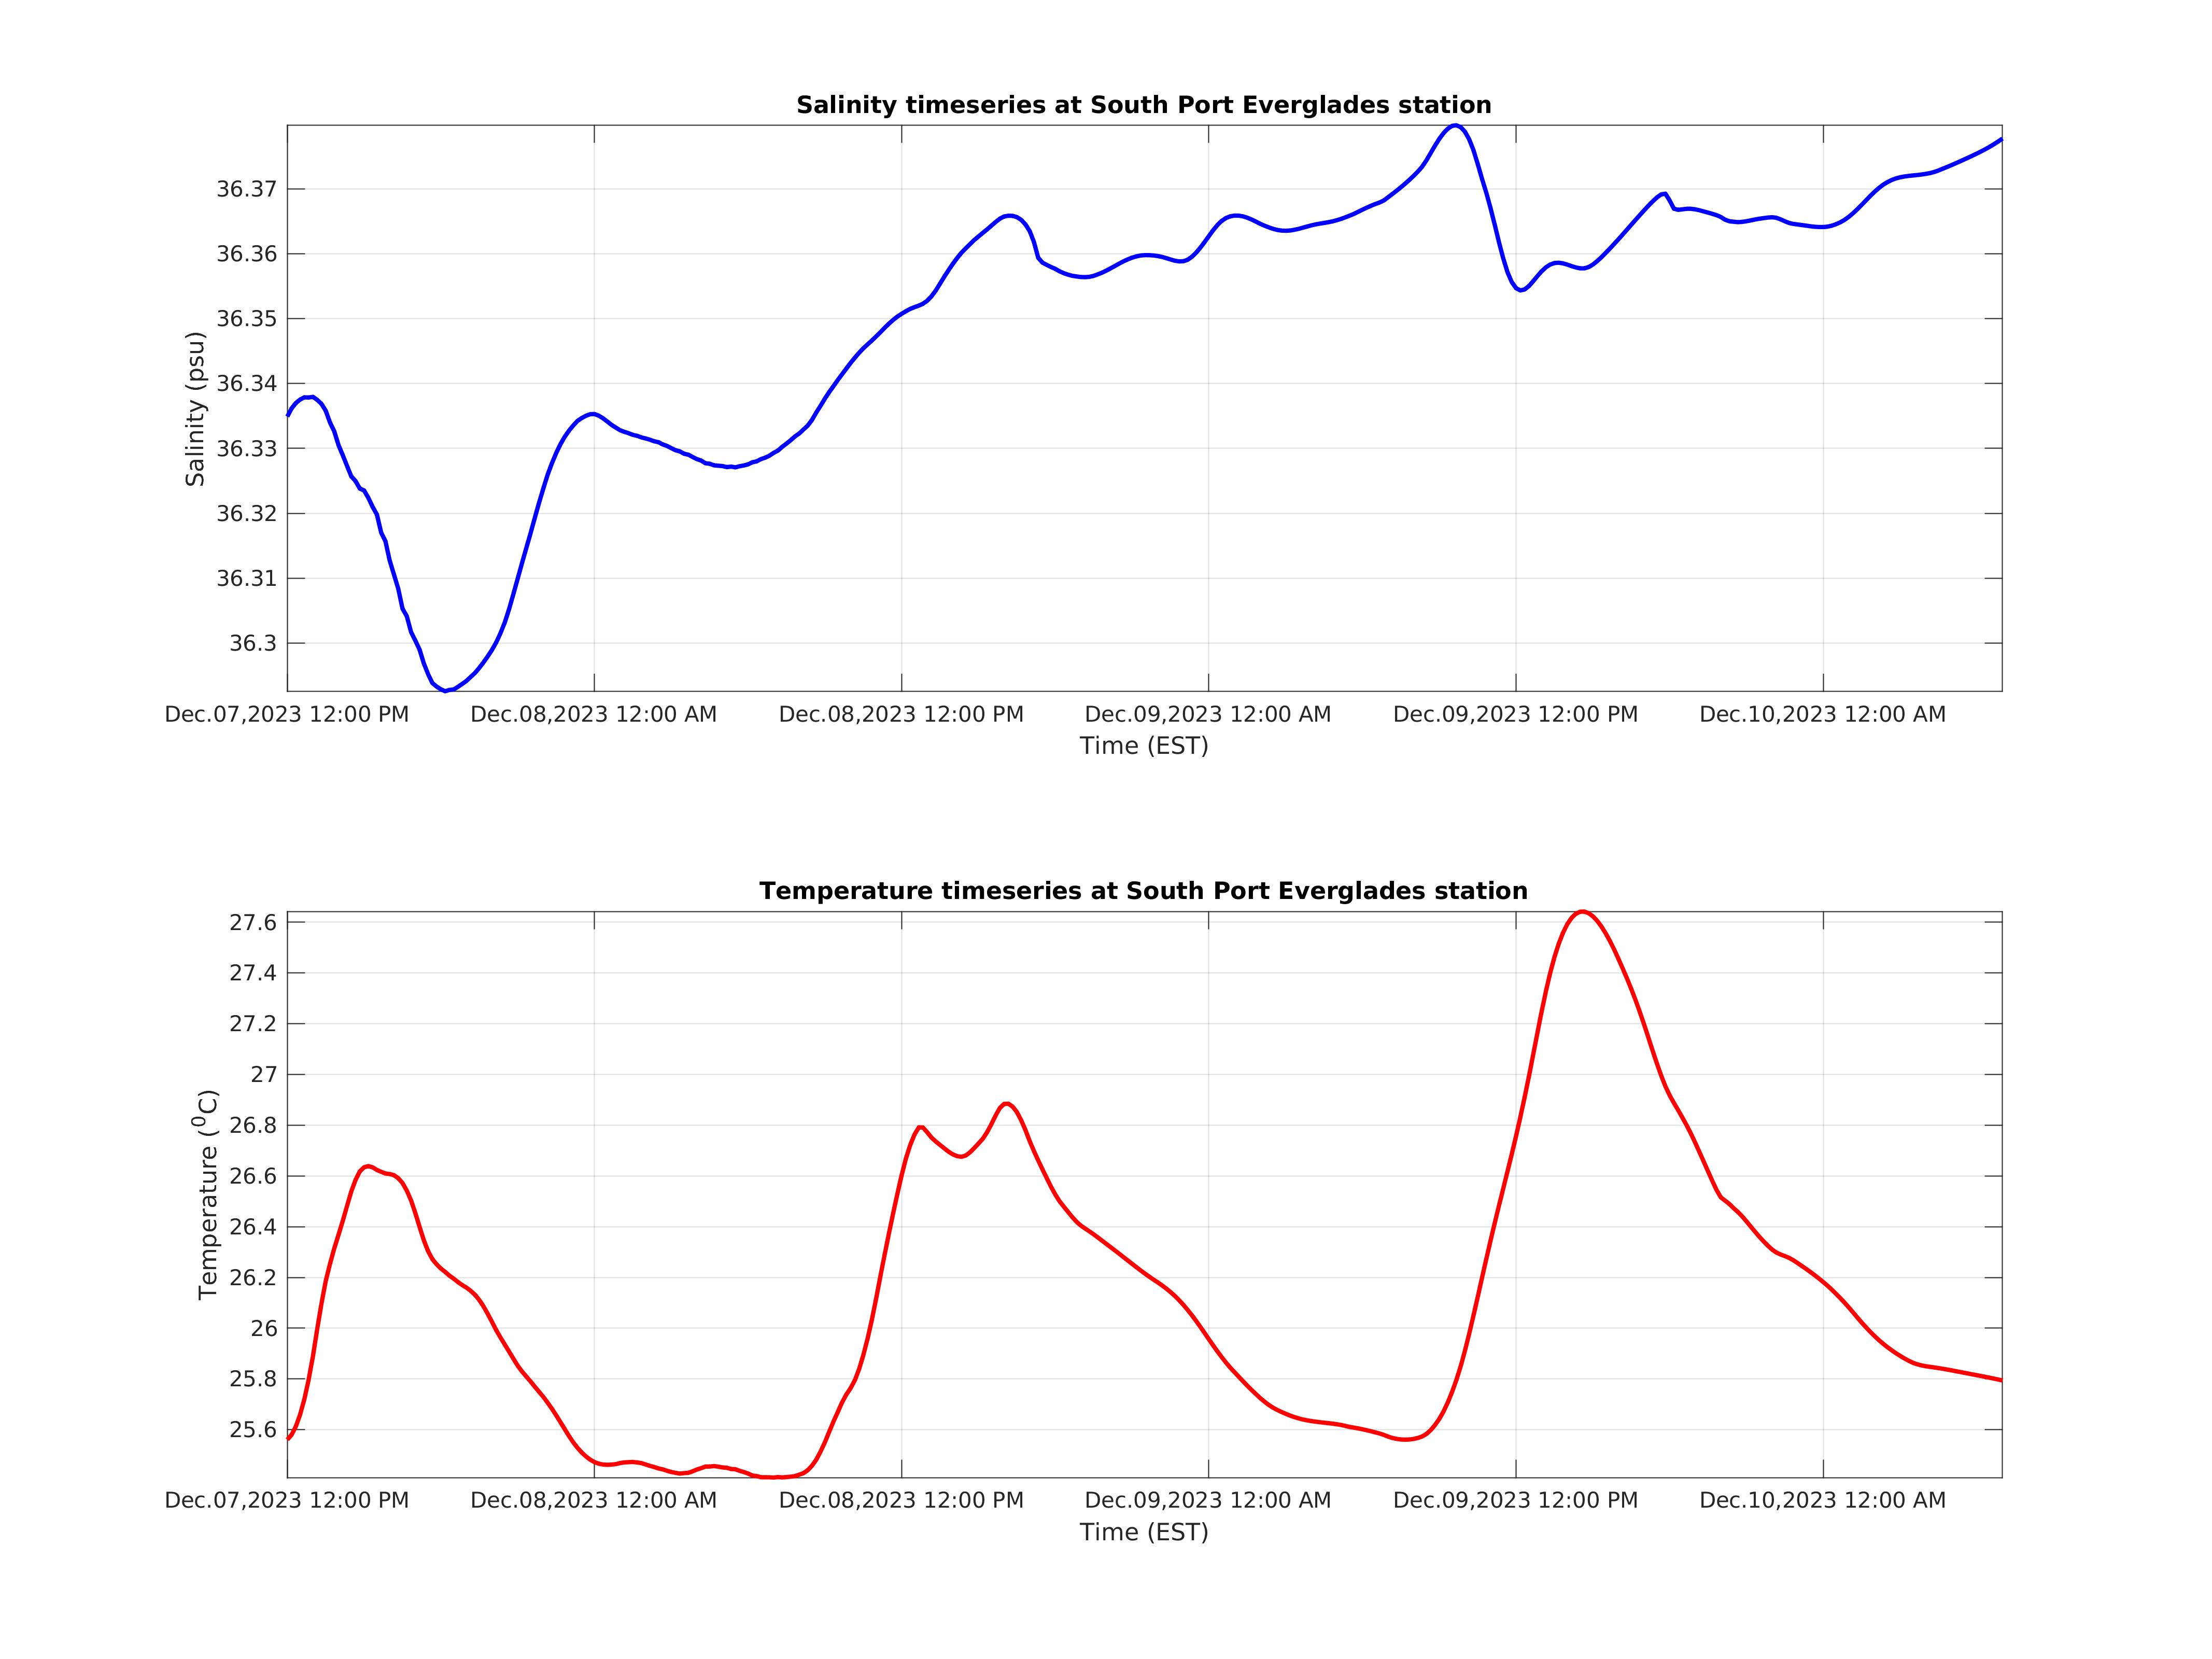 Salinity timeseries at South Port Everglades station
Salinity (psu)
36.37
36.36
36.35
36.34
36.33
36.32
36.31
36.3
Dec.07,2023 12:00 PM Dec.08,2023 12:00 AM Dec.08,2023 12:00 PM Dec.09,2023 12:00 AM Dec.09,2023 12:00 PM Dec.10,2023 12:00 AM
Time (EST)
Temperature timeseries at South Port Everglades station
Temperature (⁰C)
27.6
27.4
27.2
27
26.8
26.6
26.4
26.2
26
25.8
25.6
Dec.07,2023 12:00 PM Dec.08,2023 12:00 AM Dec.08,2023 12:00 PM Dec.09,2023 12:00 AM Dec.09,2023 12:00 PM Dec.10,2023 12:00 AM
Time (EST)